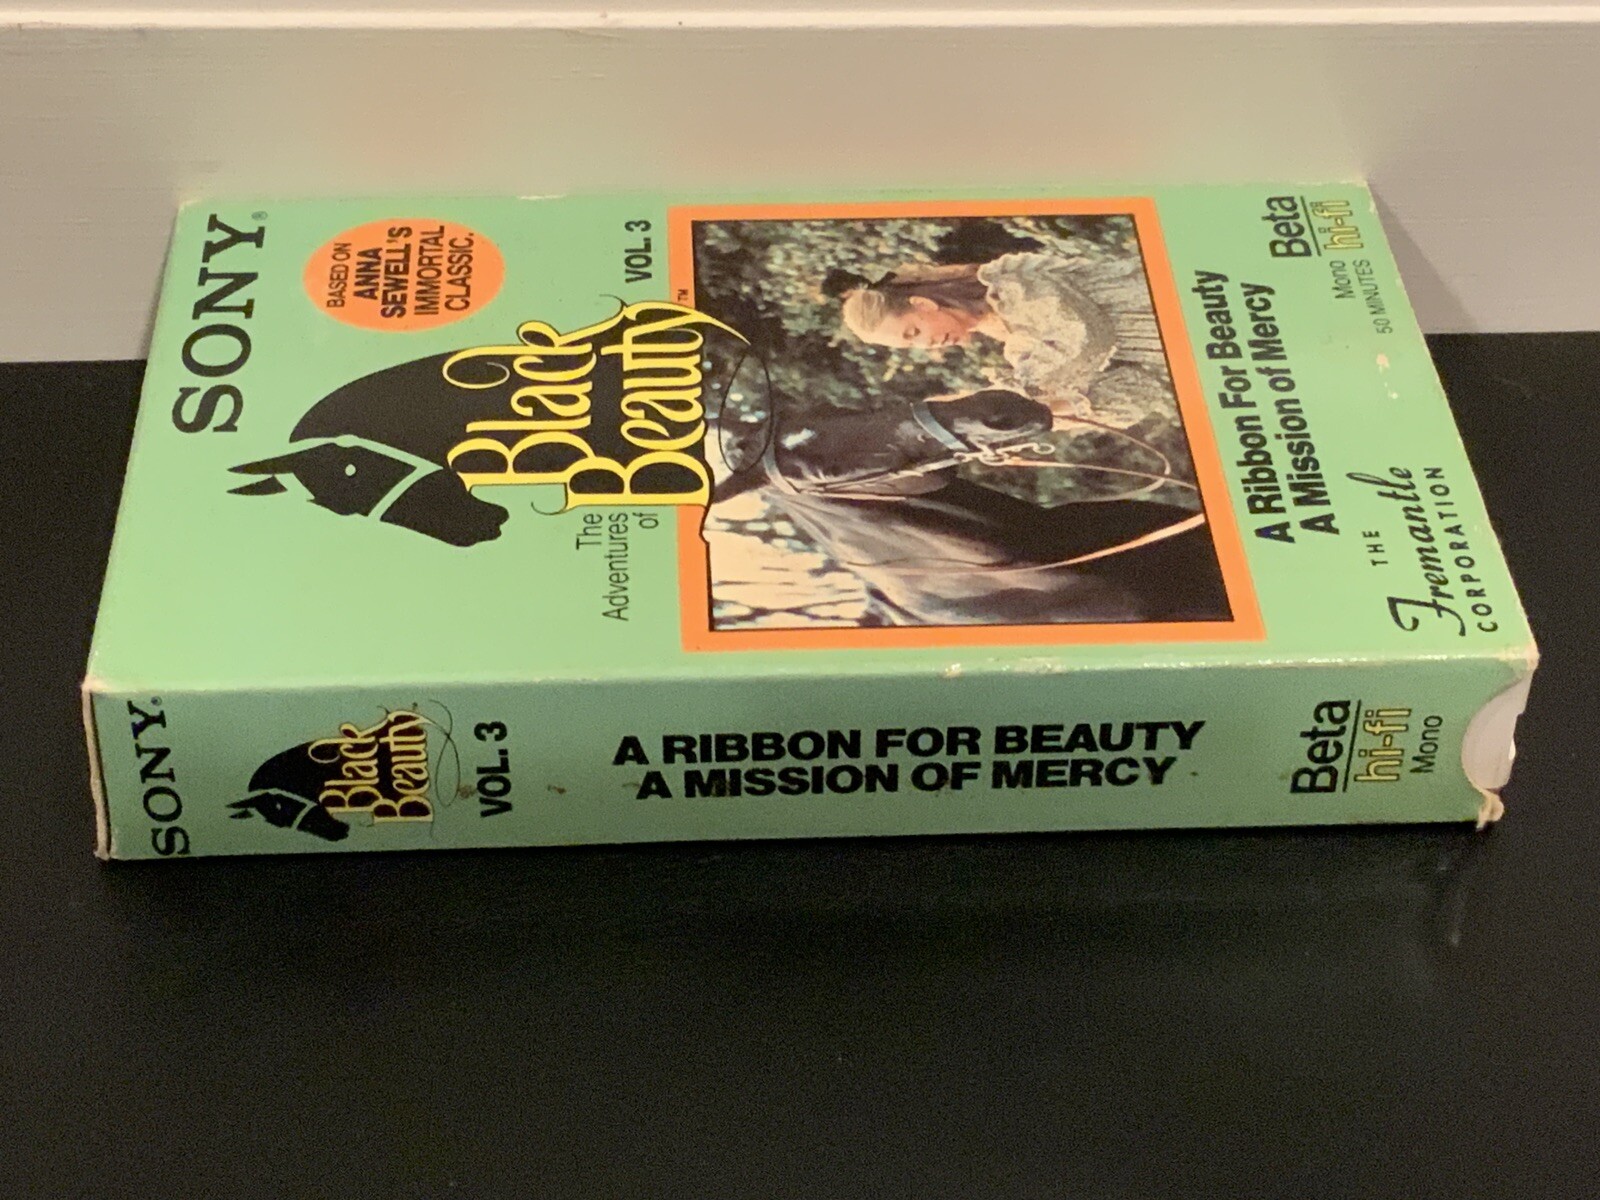 SONY®
BASED ON
ANNA
SEWELL'S
IMMORTAL
CLASSIC.
The
Adventures
of
Black
Beauty™
VOL. 3
A Ribbon For Beauty
A Mission of Mercy
Beta
hi-fi
Mono
50 MINUTES
THE
Fremantle
CORPORATION
SONY®
Black
Beauty
VOL. 3
A RIBBON FOR BEAUTY
A MISSION OF MERCY
Beta
hi-fi
Mono